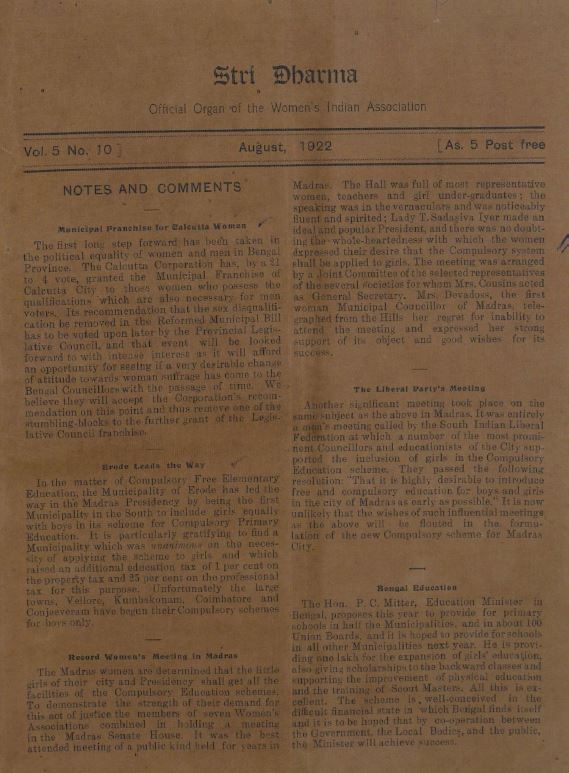 Stri Dharma
Official Organ of the Women's Indian Association
Vol. 5 No. 10 ]
August, 1922
[ As. 5 Post free
NOTES AND COMMENTS
Municipal Franchise for Calcutta Women
The first long step forward has been taken in
the political equality of women and men in Bengal
Province. The Calcutta Corporation has, by a 21
to 4 vote, granted the Municipal Franchise of
Calcutta City to those women who possess the
qualifications which are also necessary for men
voters. Its recommendation that the sex disqualifi-
cation be removed in the Reformed Municipal Bill
has to be voted upon later by the Provincial Legis-
lative Council, and that event will be looked
forward to with intense interest as it will afford
an opportunity for seeing if a very desirable change
of attitude towards woman suffrage has come to the
Bengal Councillors with the passage of time. We
believe they will accept the Corporation's recom-
mendation on this point and thus remove one of the
stumbling-blocks to the further grant of the Legis-
lative Council franchise.
Erode Leads the Way
In the matter of Compulsory Free Elementary
Education, the Municipality of Erode has led the
way in the Madras Presidency by being the first
Municipality in the South to include girls equally
with boys in its scheme for Compulsory Primary
Education. It is particularly gratifying to find a
Municipality which was unanimous on the neces-
sity of applying the scheme to girls and which
raised an additional education tax of 1 per cent on
the property tax and 25 per cent on the professional
tax for this purpose. Unfortunately the large
towns, Vellore, Kumbakonam, Coimbatore and
Conjeeveram have begun their Compulsory schemes
for boys only.
Record Women's Meeting in Madras
The Madras women are determined that the little
girls of their city and Presidency shall get all the
facilities of the Compulsory Education schemes.
To demonstrate the strength of their demand for
this act of justice the members of seven Women's
Associations combined in holding a meeting
in the Madras Senate House. It was the best
attended meeting of a public kind held for years in
Madras. The Hall was full of most representative
women, teachers and girl under-graduates; the
speaking was in the vernaculars and was noticeably
fluent and spirited; Lady T. Sadasiva Iyer made an
ideal and popular President, and there was no doubt-
ing the whole-heartedness with which the women
expressed their desire that the Compulsory system
shall be applied to girls. The meeting was arranged
by a Joint Committee of the selected representatives
of the several societies for whom Mrs. Cousins acted
as General Secretary. Mrs. Devadoss, the first
woman Municipal Councillor of Madras, tele-
graphed from the Hills her regret for inability to
attend the meeting and expressed her strong
support of its object and good wishes for its
success.
The Liberal Party's Meeting
Another significant meeting took place on the
same subject as the above in Madras. It was entirely
a men's meeting called by the South Indian Liberal
Federation at which a number of the most promi-
nent Councillors and educationists of the City sup-
ported the inclusion of girls in the Compulsory
Education scheme. They passed the following
resolution: "That it is highly desirable to introduce
free and compulsory education for boys and girls
in the city of Madras as early as possible." It is now
unlikely that the wishes of such influential meetings
as the above will be flouted in the formu-
lation of the new Compulsory scheme for Madras
City.
Bengal Education
The Hon. P. C. Mitter, Education Minister in
Bengal, proposes this year to provide for primary
schools in half the Municipalities, and in about 100
Union Boards, and it is hoped to provide for schools
in all other Municipalities next year. He is provi-
ding one lakh for the expansion of girls' education,
also giving scholarships to the backward classes and
supporting the improvement of physical education
and the training of Scout Masters. All this is ex-
cellent. The scheme is well-conceived in the
difficult financial state in which Bengal finds itself
and it is to be hoped that by co-operation between
the Government, the Local Bodies, and the public,
the Minister will achieve success.